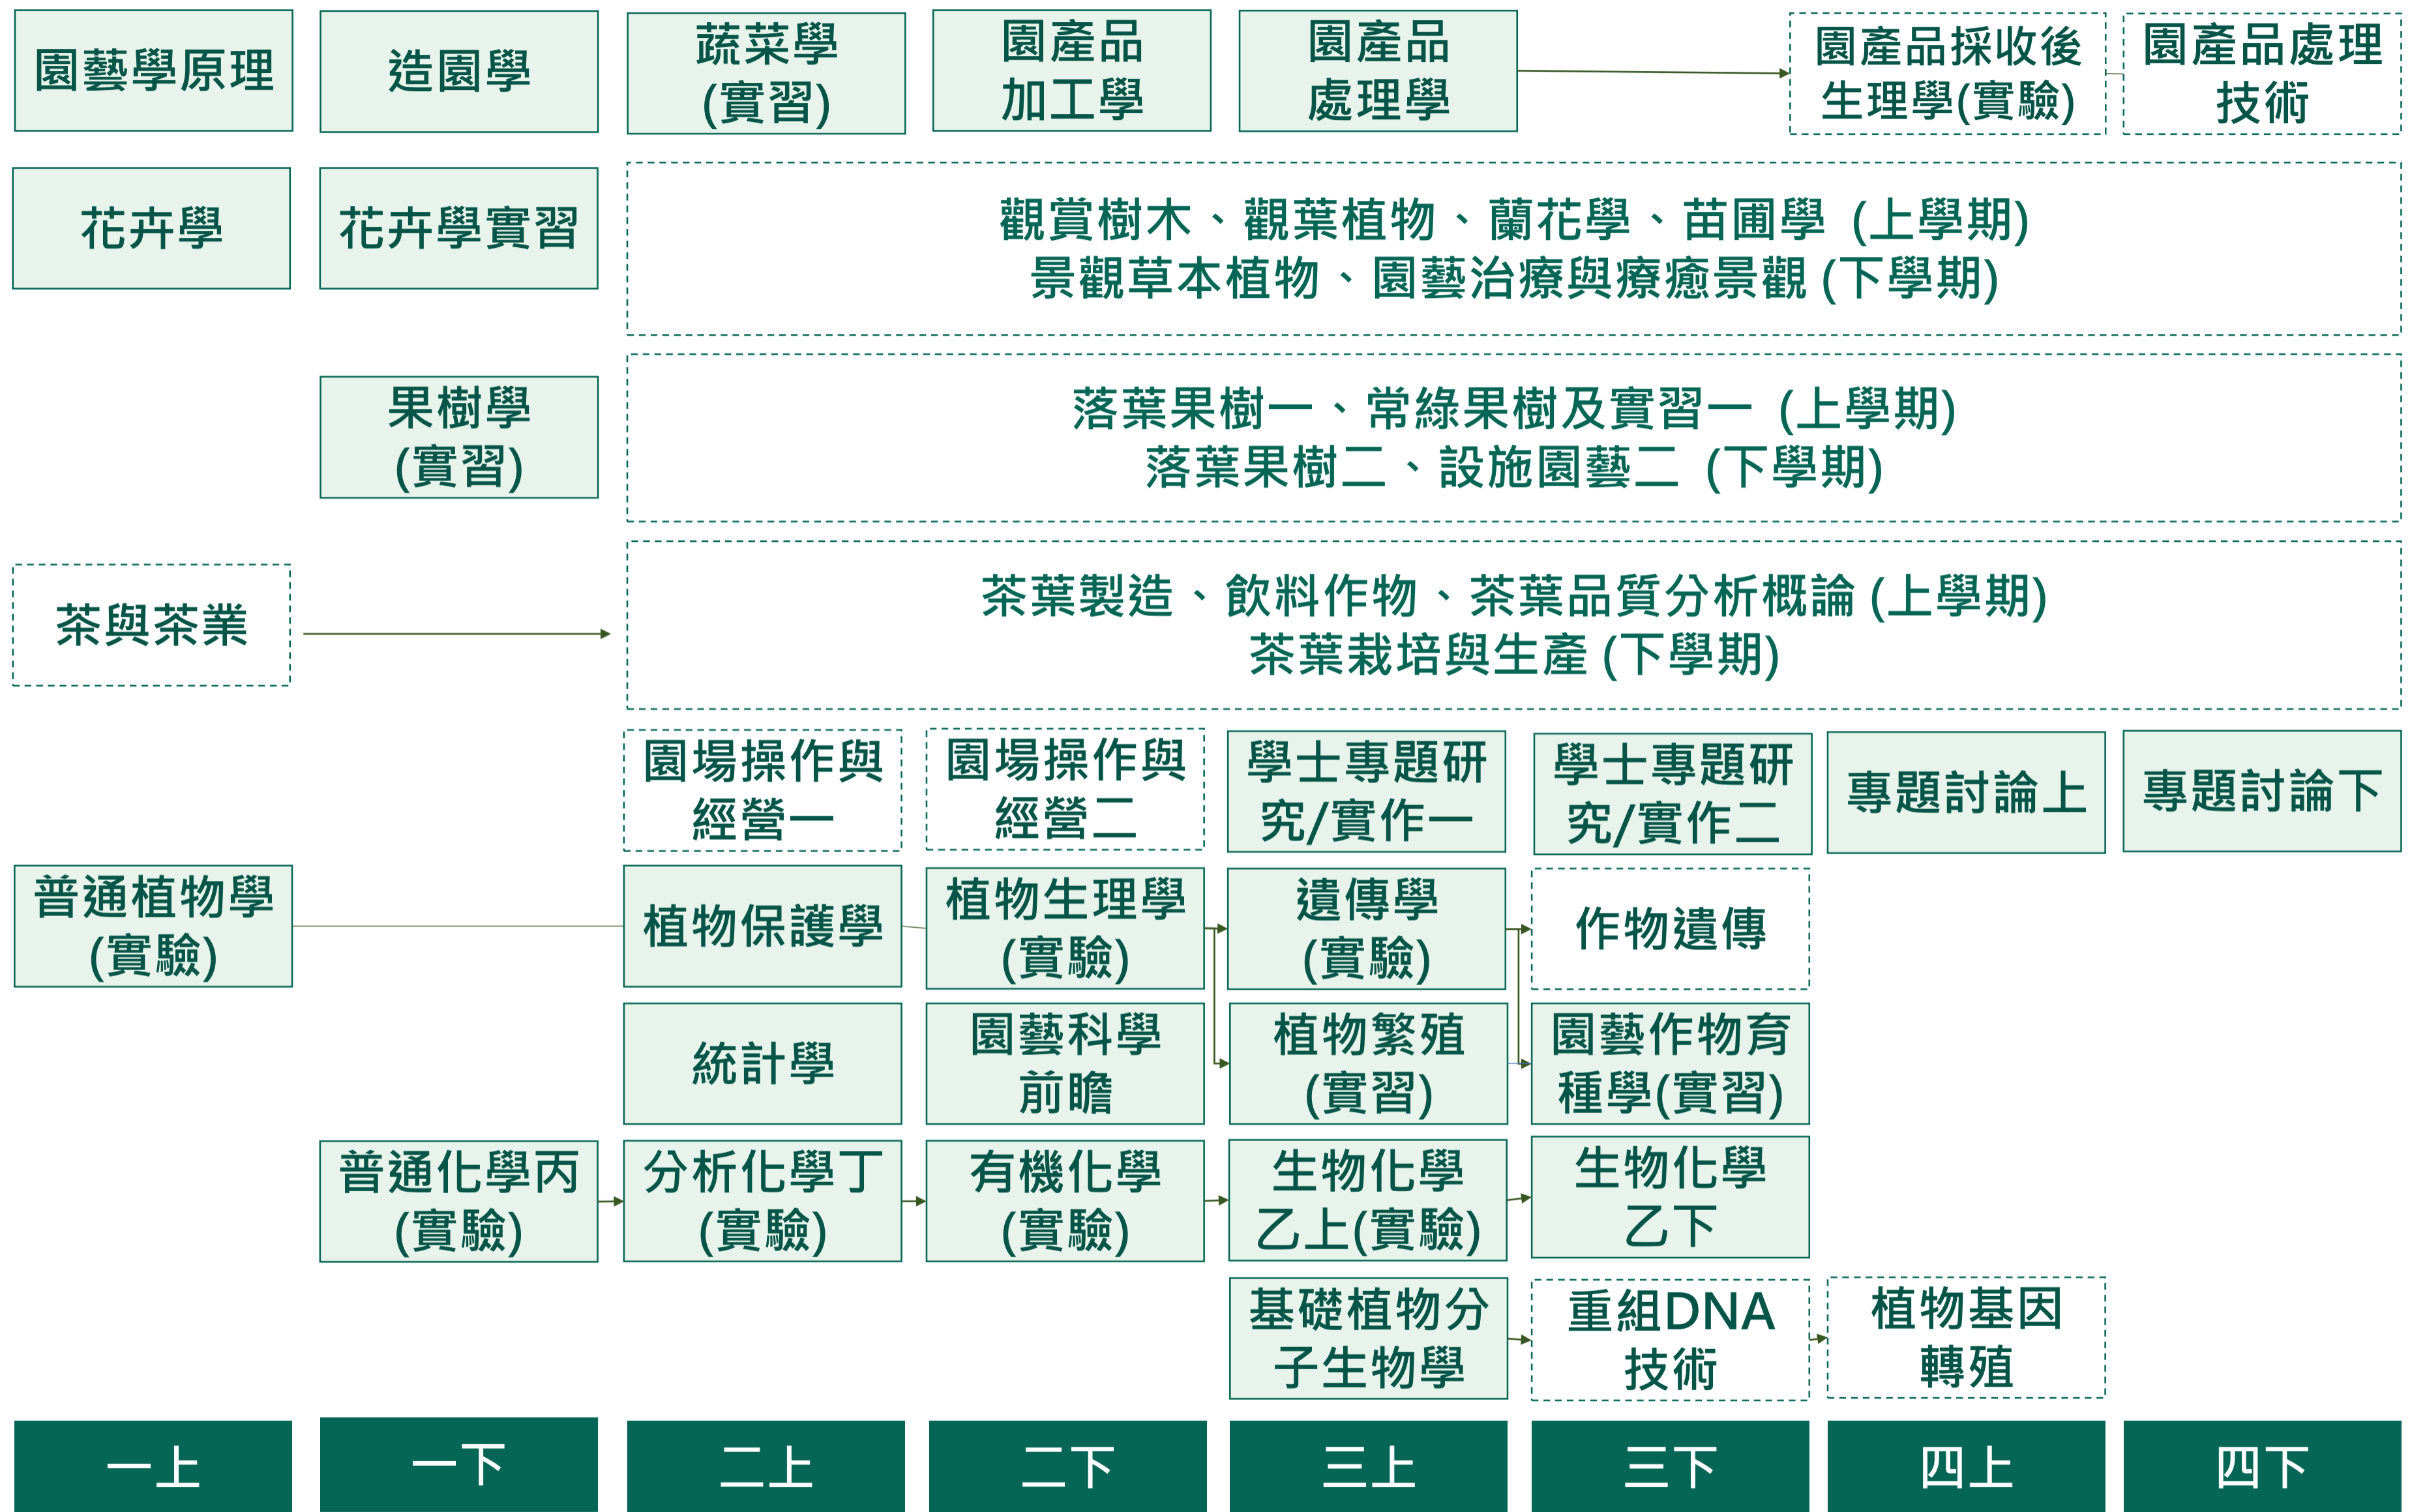 園藝學原理
造園學
蔬菜學
(實習)
園產品
加工學
園產品
處理學
園產品採收後
生理學(實驗)
園產品處理
技術
花卉學
花卉學實習
觀賞樹木、觀葉植物、蘭花學、苗圃學 (上學期)
景觀草本植物、園藝治療與療癒景觀 (下學期)
果樹學
(實習)
落葉果樹一、常綠果樹及實習一 (上學期)
落葉果樹二、設施園藝二 (下學期)
茶與茶業
茶葉製造、飲料作物、茶葉品質分析概論 (上學期)
茶葉栽培與生產 (下學期)
園場操作與
經營一
園場操作與
經營二
學士專題研
究/實作一
學士專題研
究/實作二
專題討論上
專題討論下
普通植物學
(實驗)
植物保護學
植物生理學
(實驗)
遺傳學
(實驗)
作物遺傳
統計學
園藝科學
前瞻
植物繁殖
(實習)
園藝作物育
種學(實習)
普通化學丙
(實驗)
分析化學丁
(實驗)
有機化學
(實驗)
生物化學
乙上(實驗)
生物化學
乙下
基礎植物分
子生物學
重組DNA
技術
植物基因
轉殖
一上
一下
二上
二下
三上
三下
四上
四下